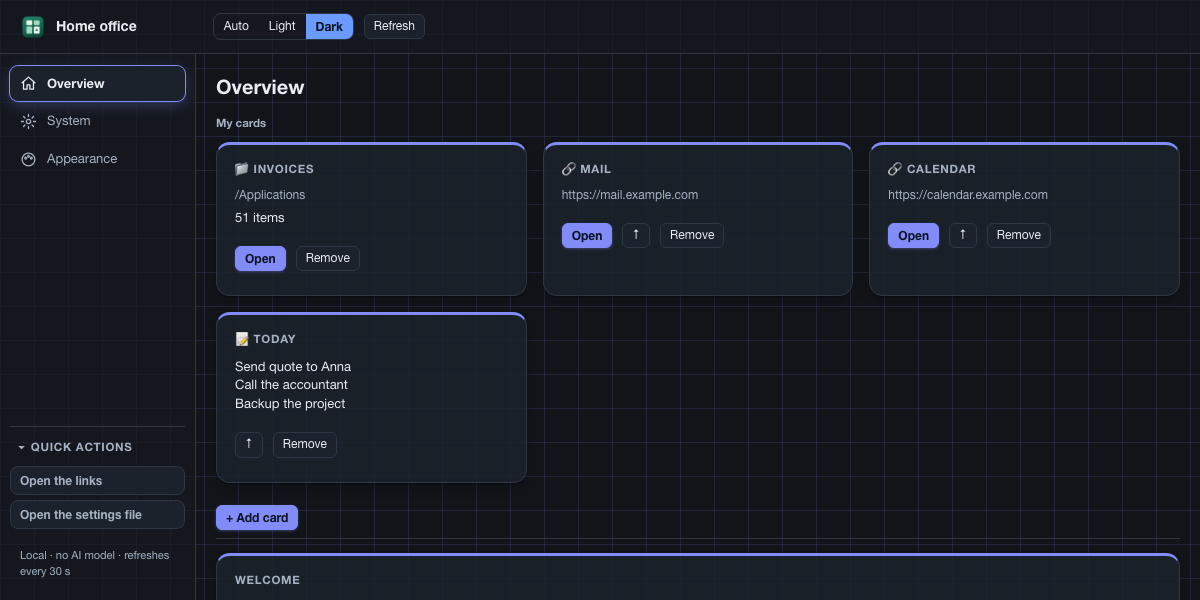 Home office
Auto Light Dark Refresh
Overview
System
Appearance
QUICK ACTIONS
Open the links
Open the settings file
Local · no AI model · refreshes
every 30 s
Overview
My cards
INVOICES
/Applications
51 items
Open Remove
MAIL
https://mail.example.com
Open ↑ Remove
CALENDAR
https://calendar.example.com
Open ↑ Remove
TODAY
Send quote to Anna
Call the accountant
Backup the project
↑ Remove
+ Add card
WELCOME